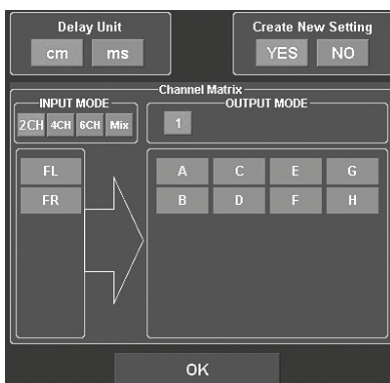 Delay Unit
cm ms
Create New Setting
YES NO
Channel Matrix
INPUT MODE
2CH 4CH 6CH Mix
OUTPUT MODE
1
FL
FR
A C E G
B D F H
OK